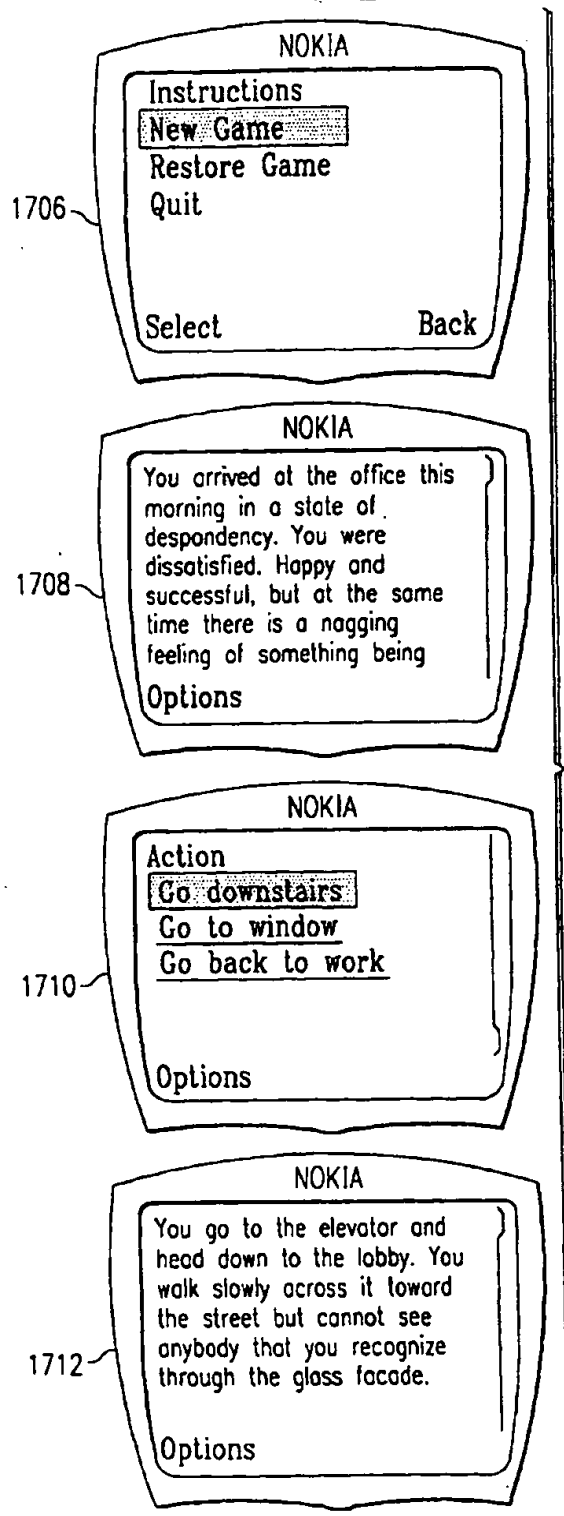 NOKIA
Instructions
New Game
Restore Game
Quit
1706
Select Back
NOKIA
You arrived at the office this
morning in a state of
despondency. You were
dissatisfied. Happy and
successful, but at the same
time there is a nagging
feeling of something being
1708
Options
NOKIA
Action
Go downstairs
Go to window
Go back to work
1710
Options
NOKIA
You go to the elevator and
head down to the lobby. You
walk slowly across it toward
the street but cannot see
anybody that you recognize
through the glass facade.
1712
Options